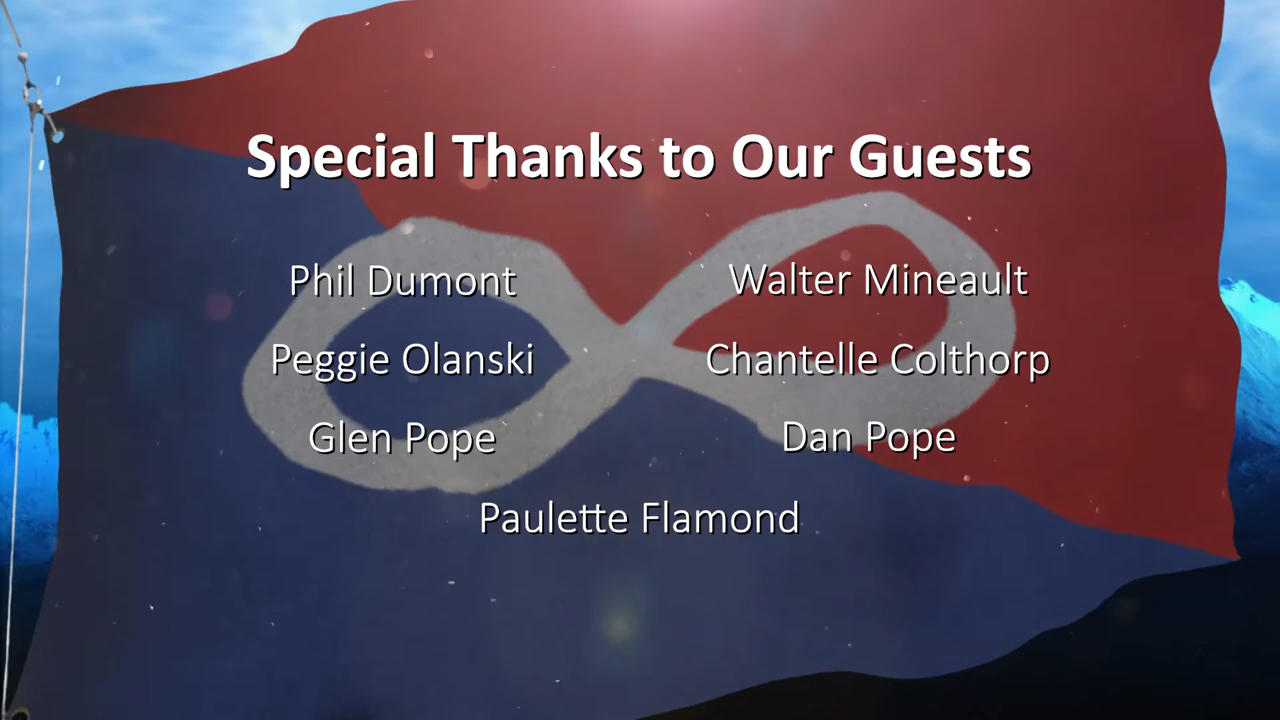 Special Thanks to Our Guests
Phil Dumont Walter Mineault
Peggie Olanski Chantelle Colthorp
Glen Pope Dan Pope
Paulette Flamond